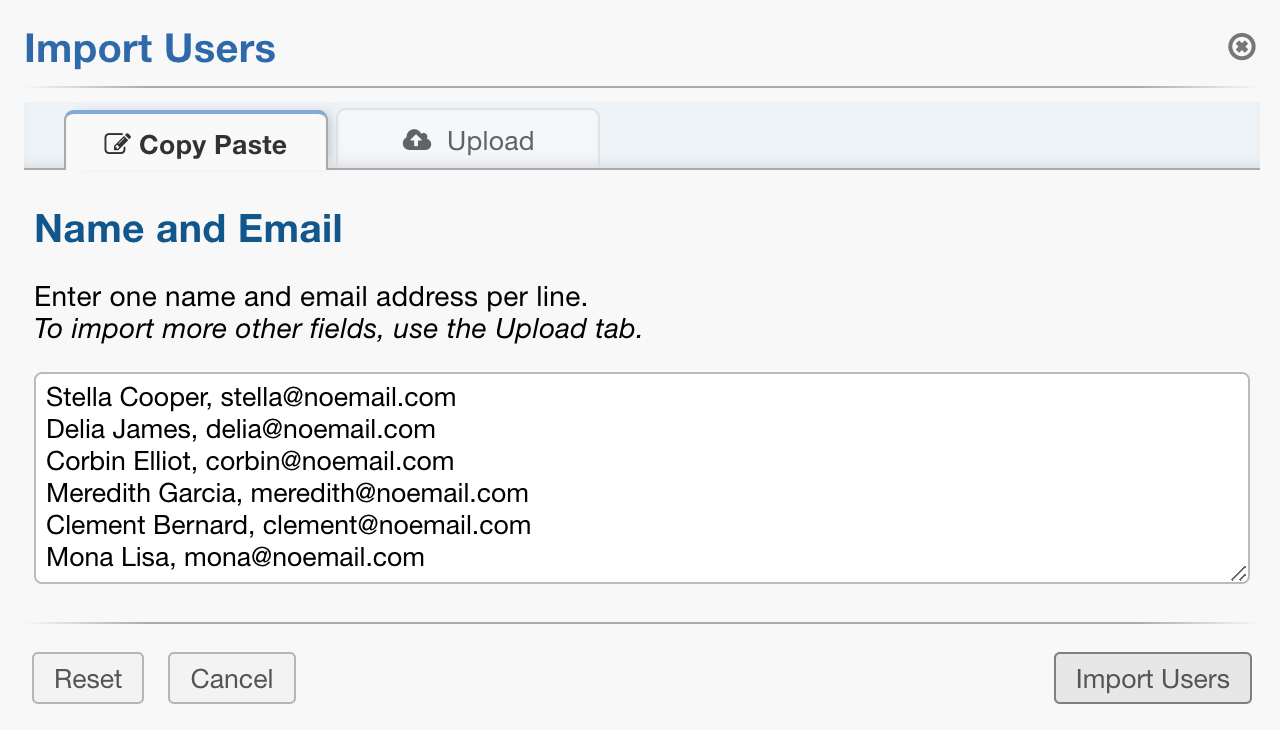 Import Users
Copy Paste
Upload
Name and Email
Enter one name and email address per line.
To import more other fields, use the Upload tab.
Stella Cooper, stella@noemail.com
Delia James, delia@noemail.com
Corbin Elliot, corbin@noemail.com
Meredith Garcia, meredith@noemail.com
Clement Bernard, clement@noemail.com
Mona Lisa, mona@noemail.com
Reset
Cancel
Import Users